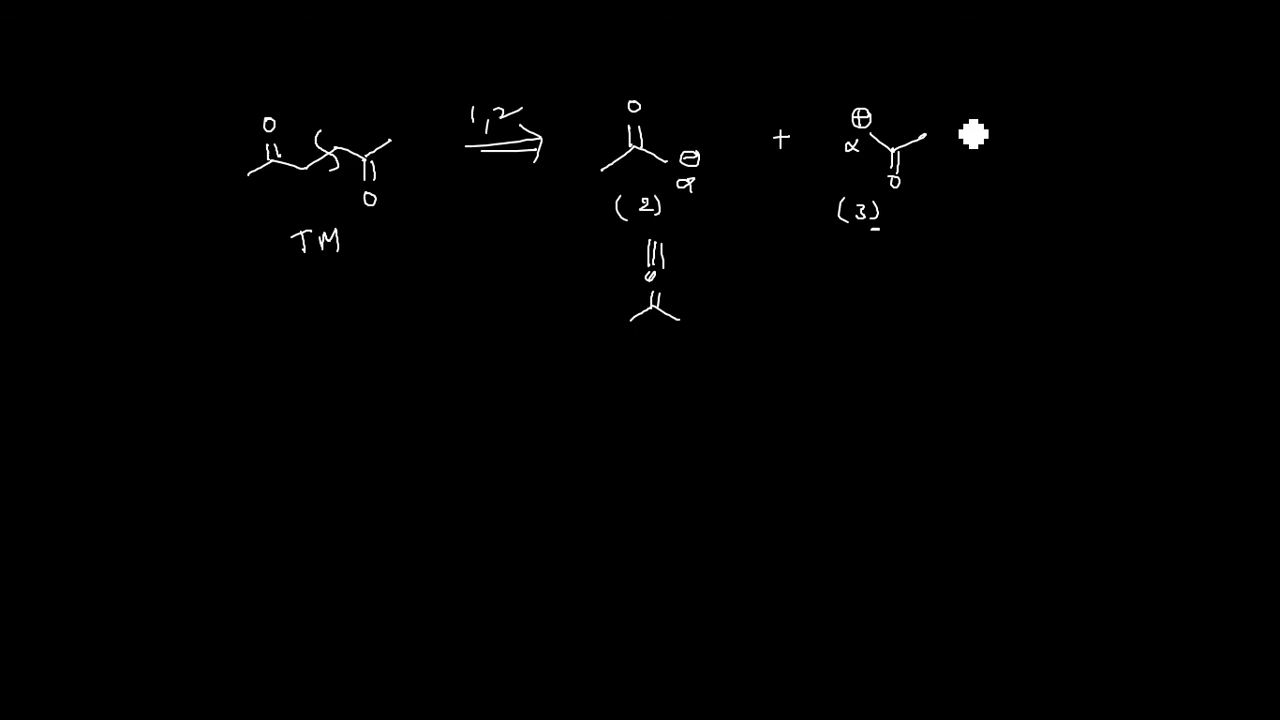 O 1,2 O ⊕
⊖ + α
O α O
TM (2) (3)
O